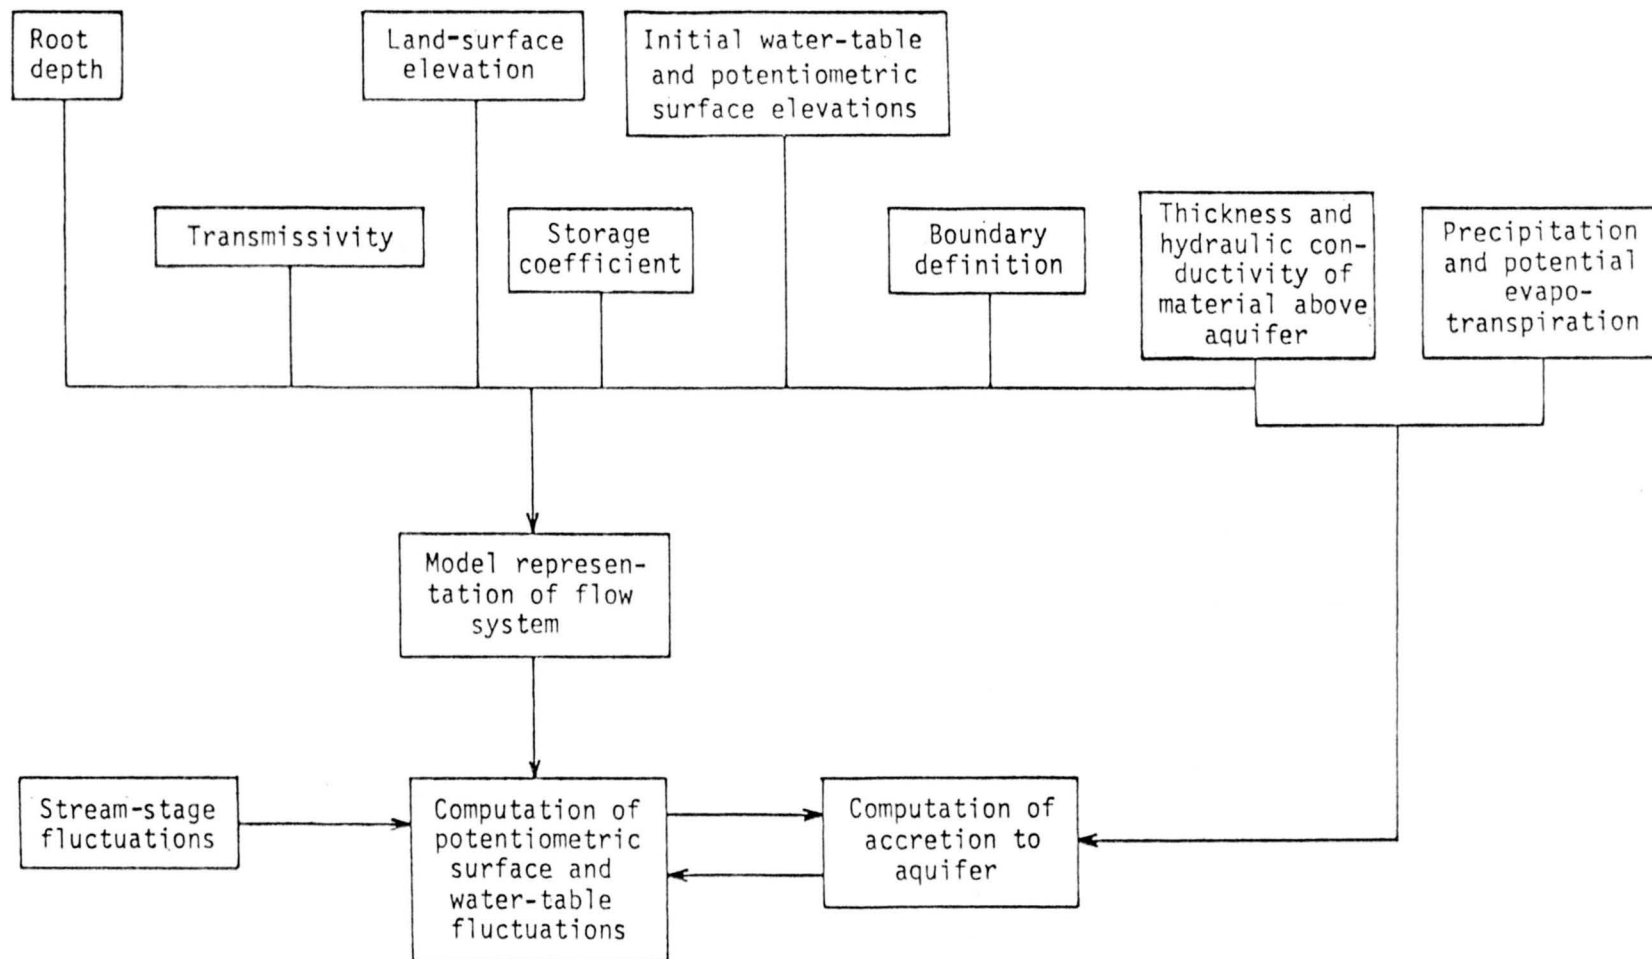 Root
depth
Land-surface
elevation
Initial water-table
and potentiometric
surface elevations
Transmissivity
Storage
coefficient
Boundary
definition
Thickness and
hydraulic con-
ductivity of
material above
aquifer
Precipitation
and potential
evapo-
transpiration
Model represen-
tation of flow
system
Stream-stage
fluctuations
Computation of
potentiometric
surface and
water-table
fluctuations
Computation of
accretion to
aquifer